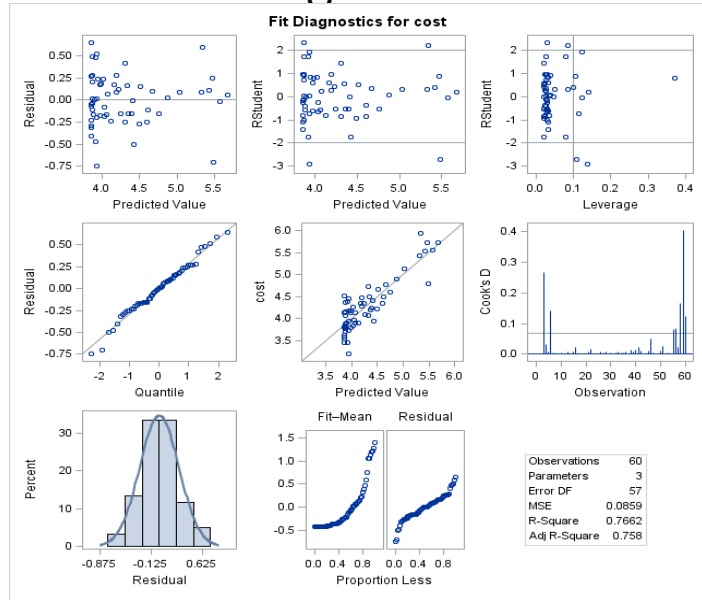 Fit Diagnostics for cost
0.50
0.25
0.00
-0.25
-0.50
-0.75
Residual
4.0 4.5 5.0 5.5
Predicted Value
2
1
0
-1
-2
-3
RStudent
4.0 4.5 5.0 5.5
Predicted Value
2
1
0
-1
-2
-3
RStudent
0.0 0.1 0.2 0.3 0.4
Leverage
0.50
0.25
0.00
-0.25
-0.50
-0.75
Residual
-2 -1 0 1 2
Quantile
6.0
5.5
5.0
4.5
4.0
3.5
cost
3.5 4.0 4.5 5.0 5.5 6.0
Predicted Value
0.4
0.3
0.2
0.1
0.0
Cook's D
0 10 20 30 40 50 60
Observation
30
20
10
0
Percent
-0.875 -0.125 0.625
Residual
Fit–Mean Residual
1.5
1.0
0.5
0.0
-0.5
0.0 0.4 0.8 0.0 0.4 0.8
Proportion Less
Observations 60
Parameters 3
Error DF 57
MSE 0.0859
R-Square 0.7662
Adj R-Square 0.758